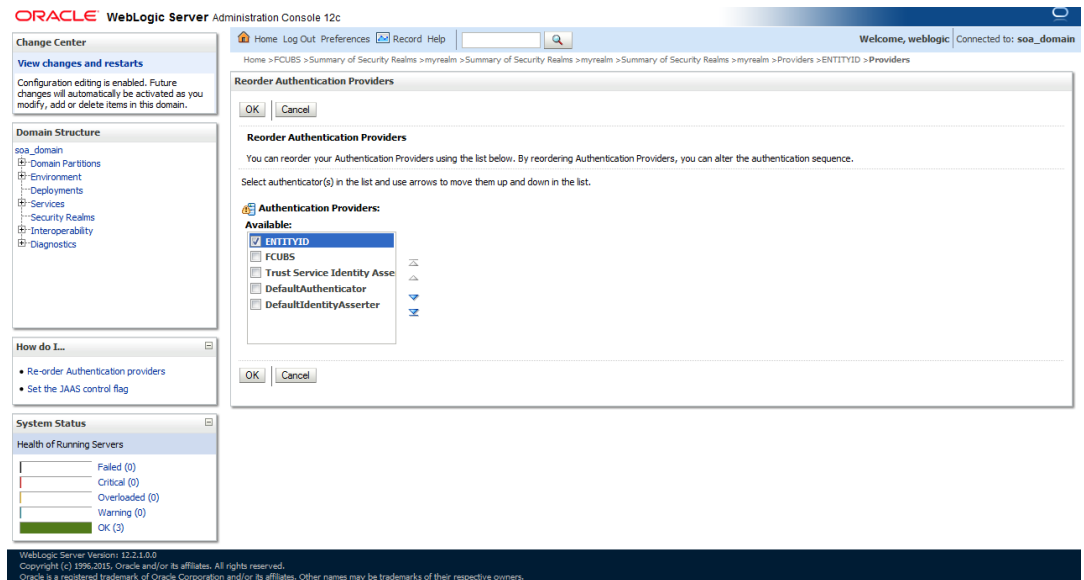 ORACLE WebLogic Server Administration Console 12c
Change Center
View changes and restarts
Configuration editing is enabled. Future
changes will automatically be activated as you
modify, add or delete items in this domain.
Domain Structure
soa_domain
Domain Partitions
Environment
Deployments
Services
Security Realms
Interoperability
Diagnostics
How do I...
Re-order Authentication providers
Set the JAAS control flag
System Status
Health of Running Servers
Failed (0)
Critical (0)
Overloaded (0)
Warning (0)
OK (3)
Home Log Out Preferences Record Help
Welcome, weblogic Connected to: soa_domain
Home >FCUBS >Summary of Security Realms >myrealm >Summary of Security Realms >myrealm >Summary of Security Realms >myrealm >Providers >ENTITYID >Providers
Reorder Authentication Providers
OK Cancel
Reorder Authentication Providers
You can reorder your Authentication Providers using the list below. By reordering Authentication Providers, you can alter the authentication sequence.
Select authenticator(s) in the list and use arrows to move them up and down in the list.
Authentication Providers:
Available:
ENTITYID
FCUBS
Trust Service Identity Asse
DefaultAuthenticator
DefaultIdentityAsserter
OK Cancel
WebLogic Server Version: 12.2.1.0.0
Copyright (c) 1996,2015, Oracle and/or its affiliates. All rights reserved.
Oracle is a registered trademark of Oracle Corporation and/or its affiliates. Other names may be trademarks of their respective owners.